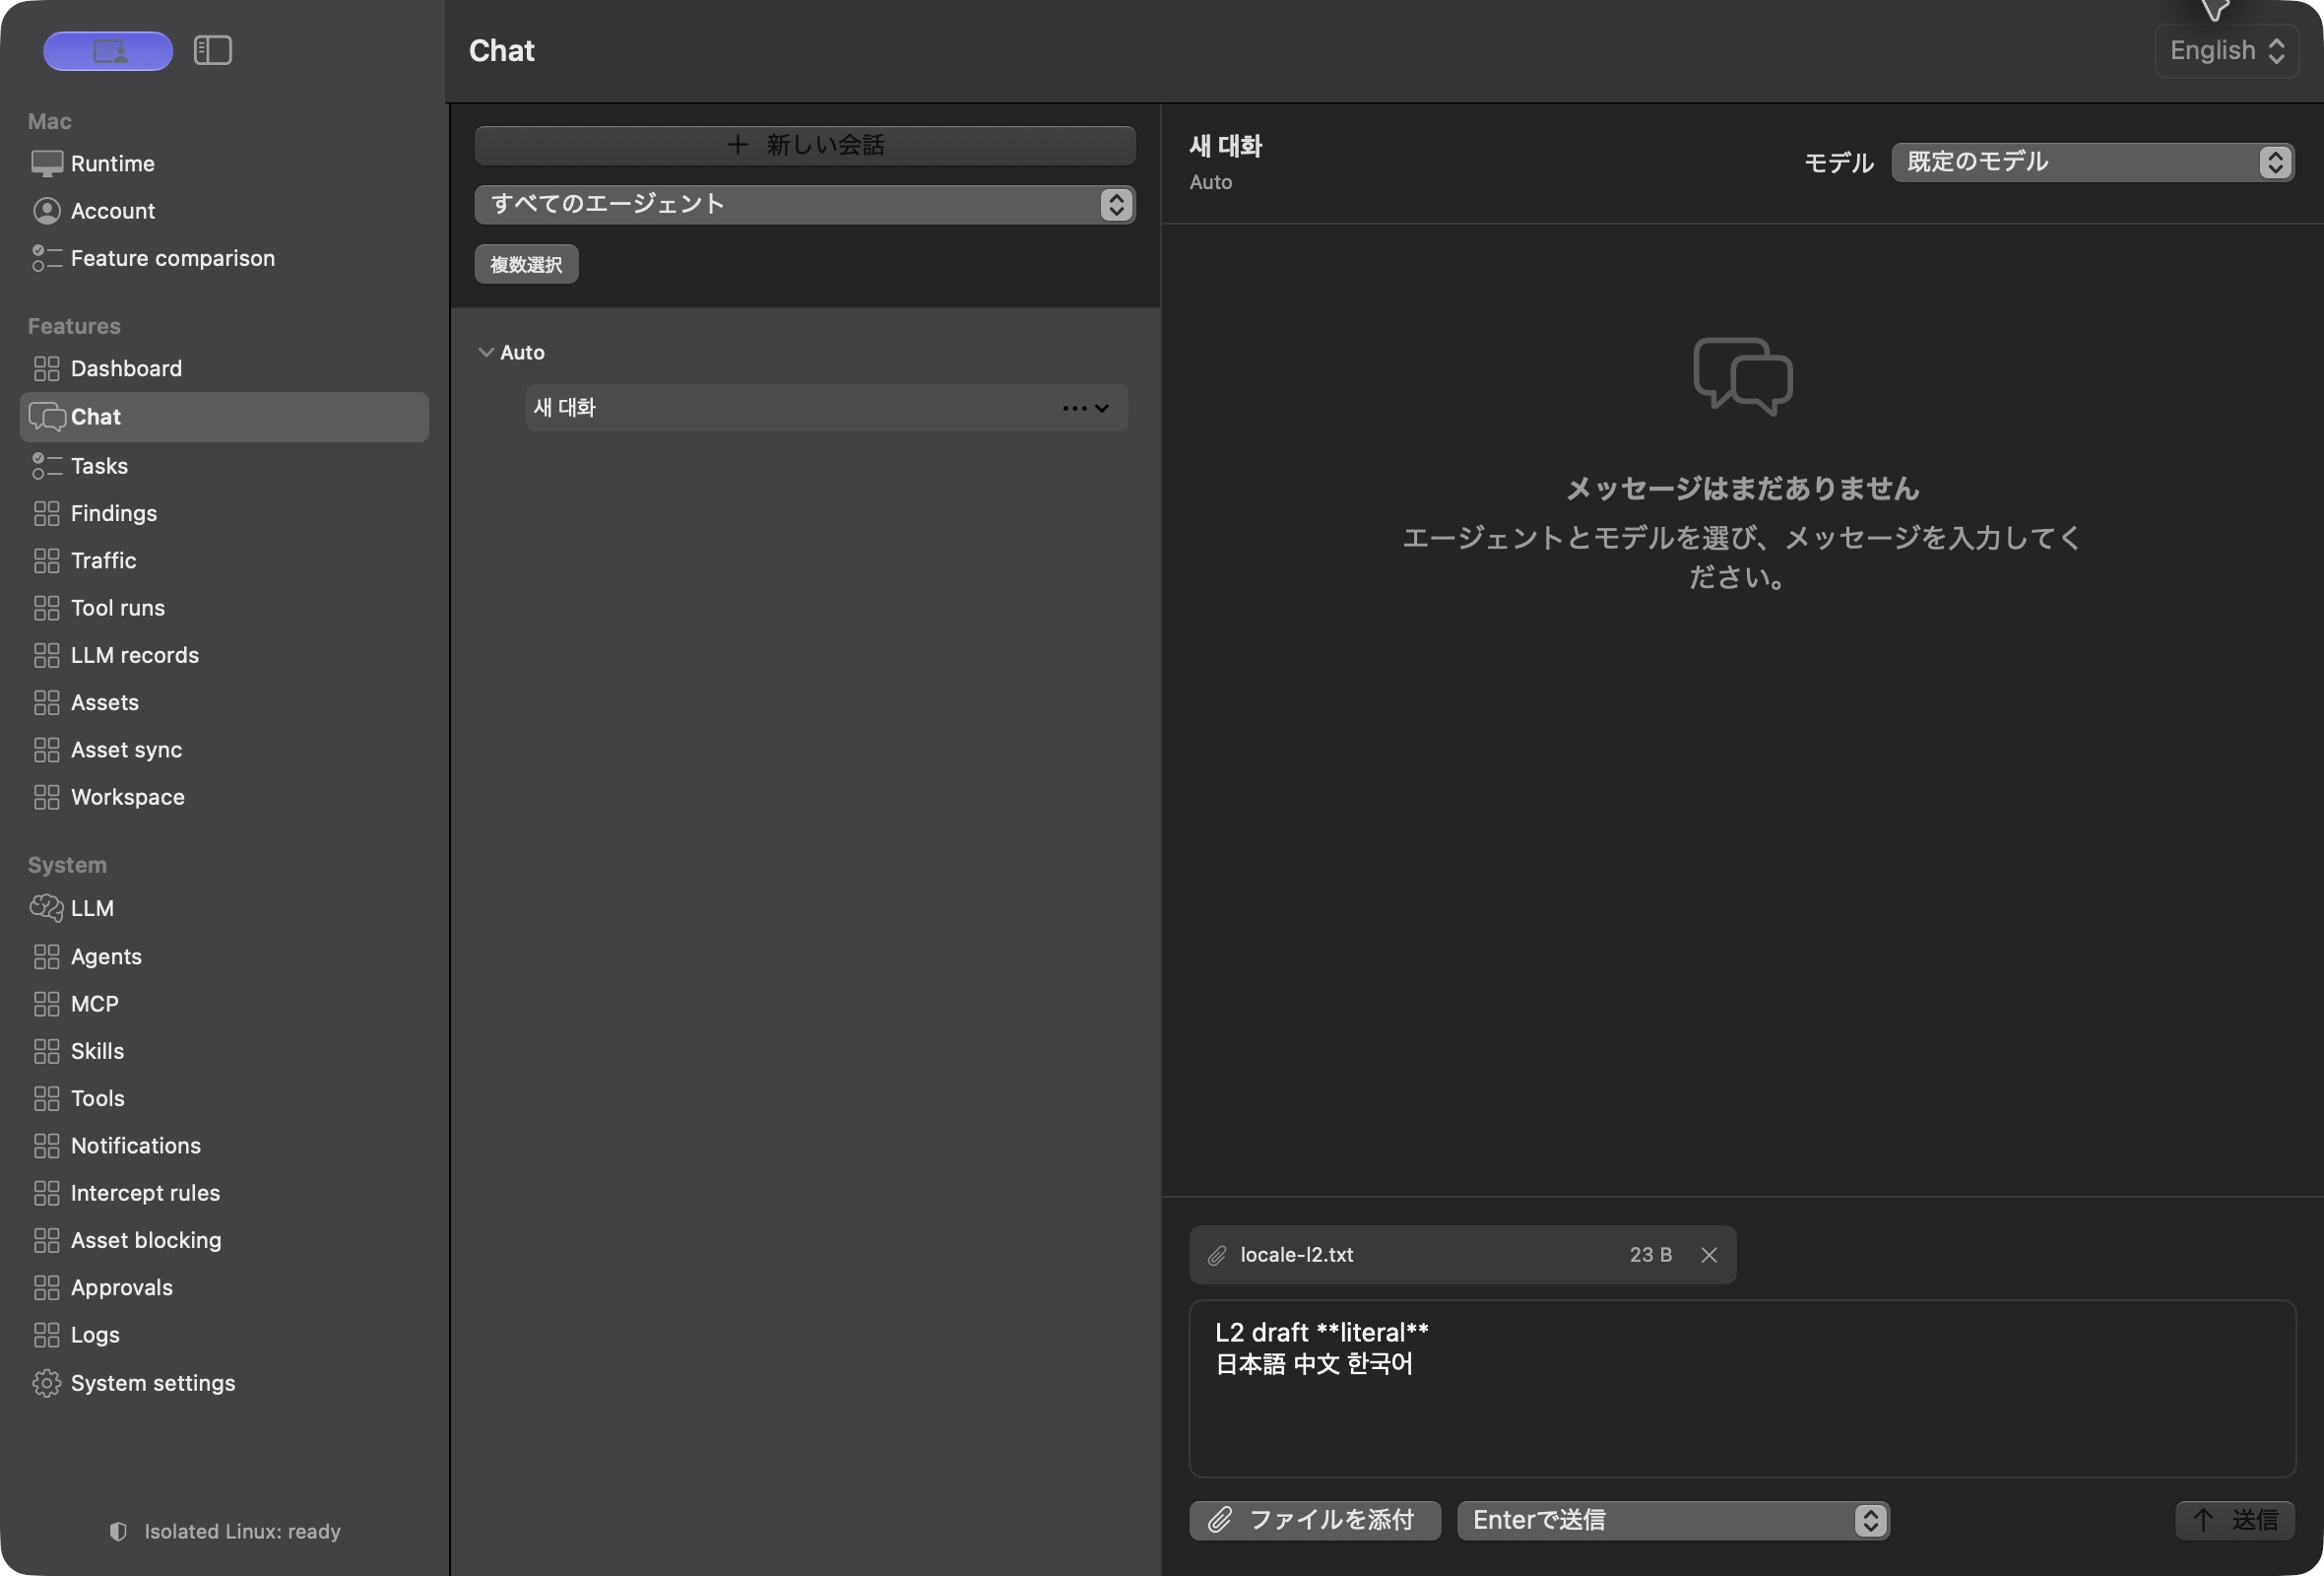 Chat
English
Mac
Runtime
Account
Feature comparison
Features
Dashboard
Chat
Tasks
Findings
Traffic
Tool runs
LLM records
Assets
Asset sync
Workspace
System
LLM
Agents
MCP
Skills
Tools
Notifications
Intercept rules
Asset blocking
Approvals
Logs
System settings
Isolated Linux: ready
新しい会話
すべてのエージェント
複数選択
Auto
새 대화
새 대화
Auto
モデル
既定のモデル
メッセージはまだありません
エージェントとモデルを選び、メッセージを入力してく
ださい。
locale-l2.txt
23 B
L2 draft **literal**
日本語 中文 한국어
ファイルを添付
Enterで送信
送信